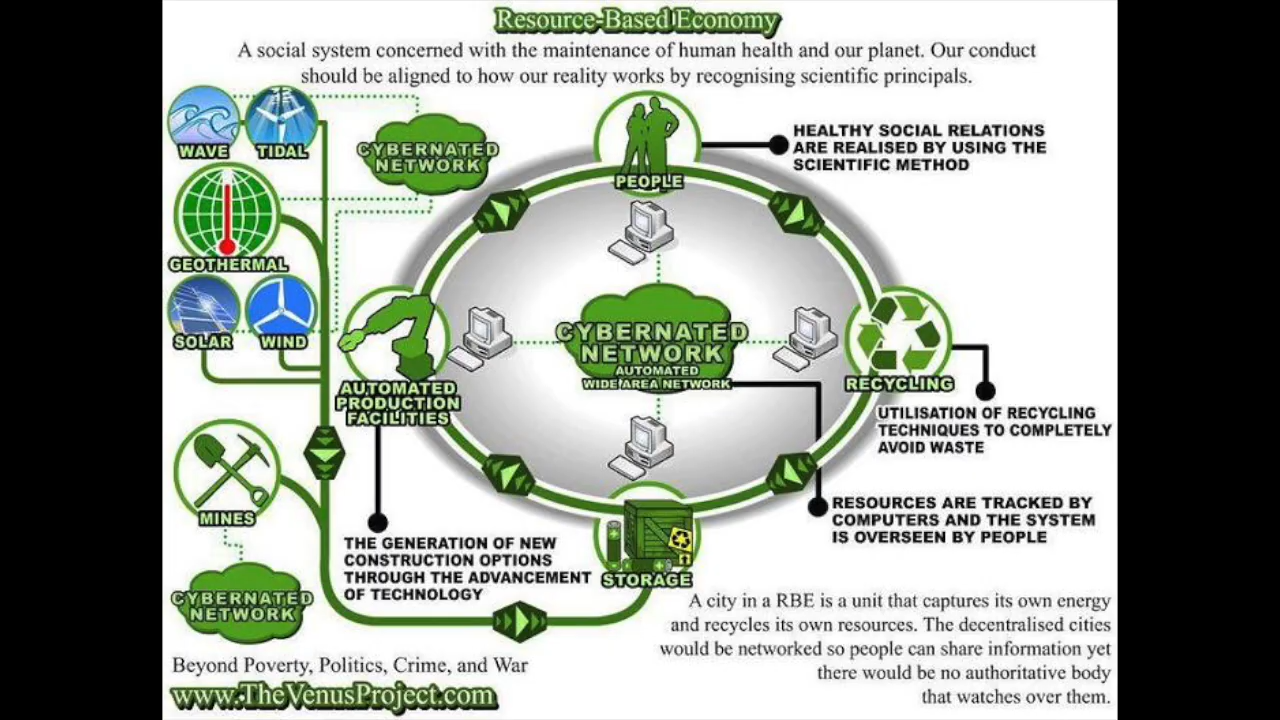 Resource-Based Economy
A social system concerned with the maintenance of human health and our planet. Our conduct
should be aligned to how our reality works by recognising scientific principals.
WAVE
TIDAL
CYBERNATED
NETWORK
PEOPLE
HEALTHY SOCIAL RELATIONS
ARE REALISED BY USING THE
SCIENTIFIC METHOD
GEOTHERMAL
SOLAR
WIND
AUTOMATED
PRODUCTION
FACILITIES
CYBERNATED
NETWORK
AUTOMATED
WIDE AREA NETWORK
RECYCLING
UTILISATION OF RECYCLING
TECHNIQUES TO COMPLETELY
AVOID WASTE
MINES
RESOURCES ARE TRACKED BY
COMPUTERS AND THE SYSTEM
IS OVERSEEN BY PEOPLE
THE GENERATION OF NEW
CONSTRUCTION OPTIONS
THROUGH THE ADVANCEMENT
OF TECHNOLOGY
STORAGE
CYBERNATED
NETWORK
A city in a RBE is a unit that captures its own energy
and recycles its own resources. The decentralised cities
would be networked so people can share information yet
there would be no authoritative body
that watches over them.
Beyond Poverty, Politics, Crime, and War
www.TheVenusProject.com